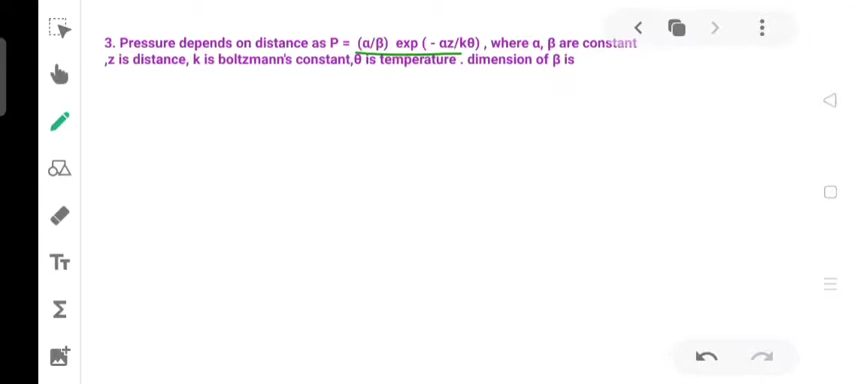 3. Pressure depends on distance as P = (α/β) exp ( - αz/kθ) , where α, β are constant
,z is distance, k is boltzmann's constant,θ is temperature . dimension of β is
Tт
Σ